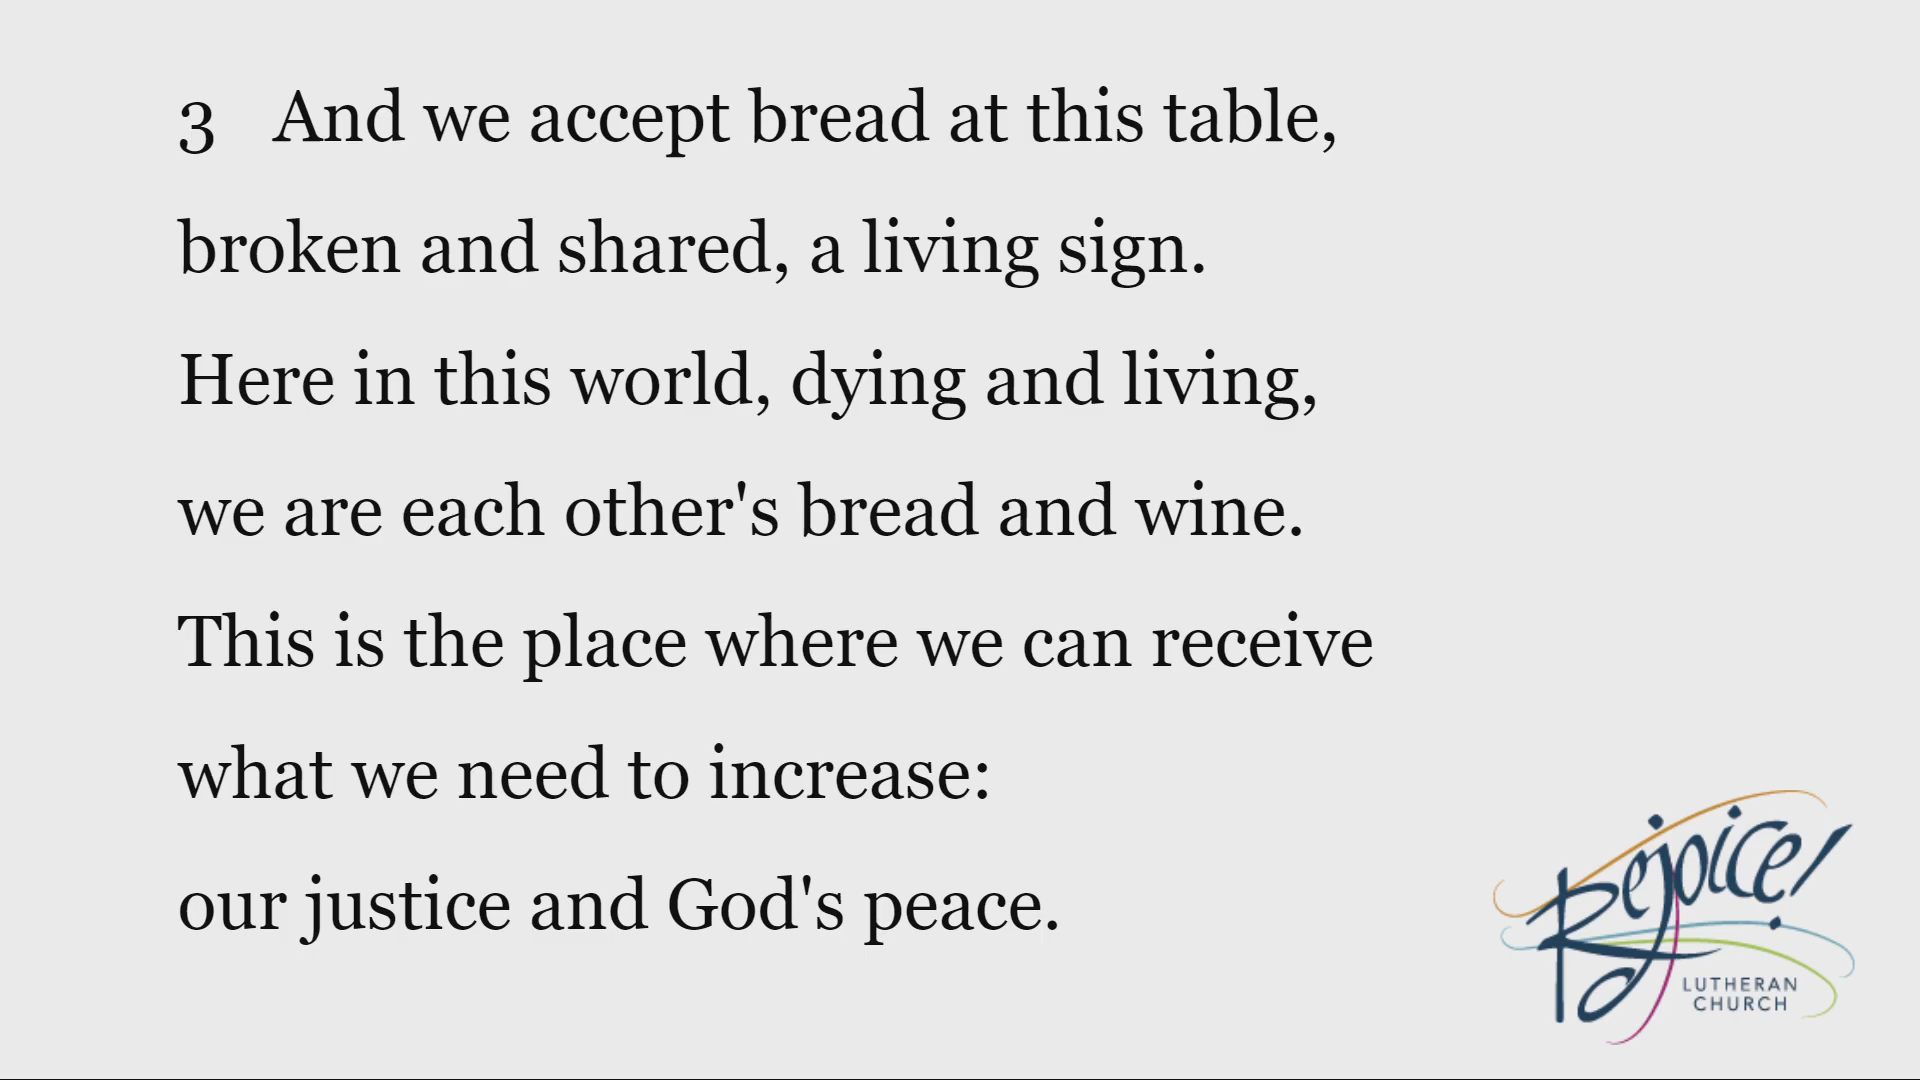 3 And we accept bread at this table,
broken and shared, a living sign.
Here in this world, dying and living,
we are each other's bread and wine.
This is the place where we can receive
what we need to increase:
our justice and God's peace.
Rejoice!
LUTHERAN
CHURCH